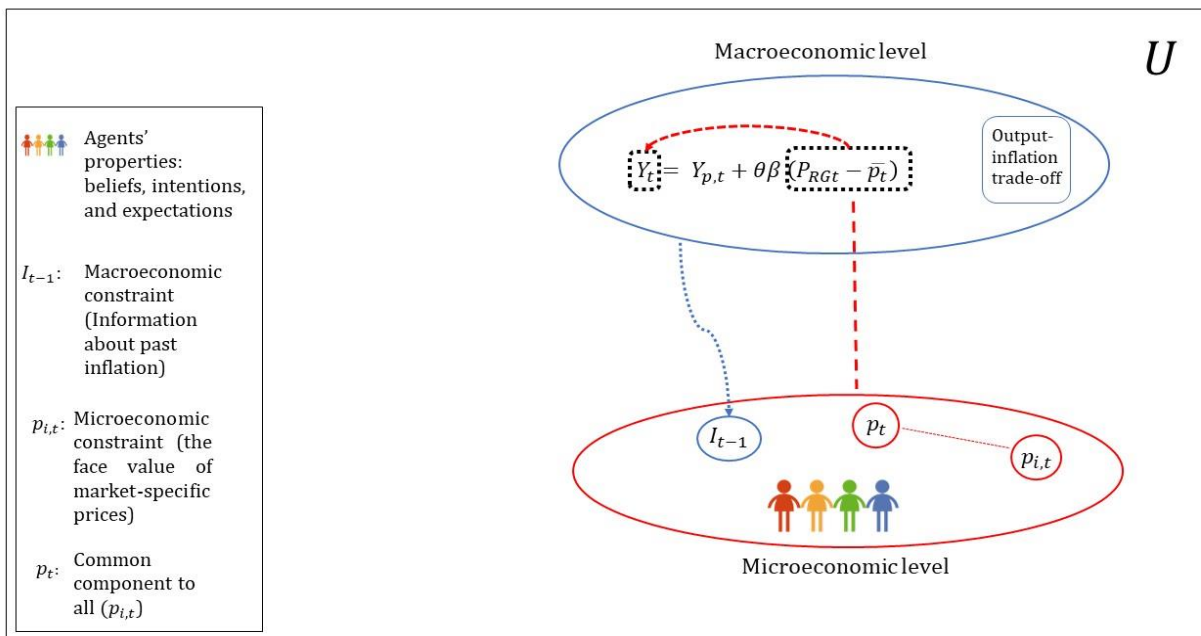 Macroeconomic level
U
Agents'
properties:
beliefs, intentions,
and expectations
I_{t−1}: Macroeconomic
constraint
(Information
about past
inflation)
p_{i,t}: Microeconomic
constraint (the
face value of
market-specific
prices)
p_t: Common
component to
all (p_{i,t})
Y_t = Y_{p,t} + θβ (P_{RGt} − p̅_t)
Output-
inflation
trade-off
I_{t−1}
p_t
p_{i,t}
Microeconomic level